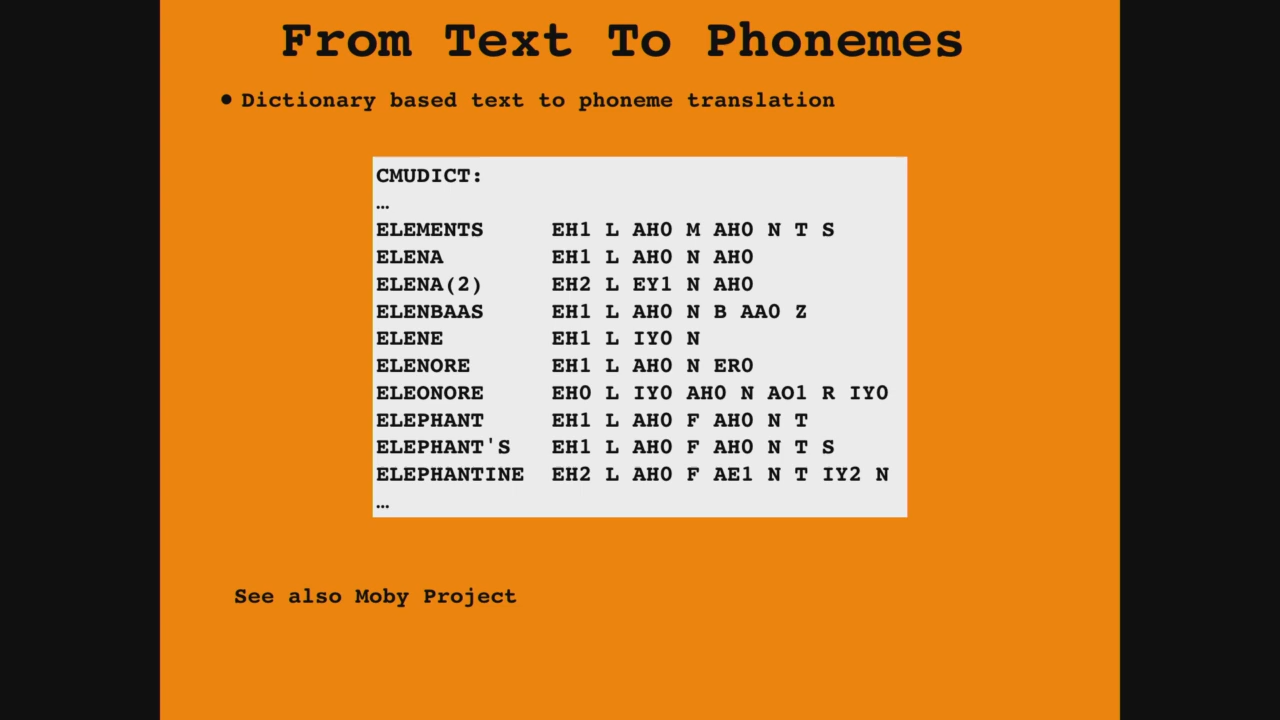 From Text To Phonemes
• Dictionary based text to phoneme translation
CMUDICT:
…
ELEMENTS EH1 L AH0 M AH0 N T S
ELENA EH1 L AH0 N AH0
ELENA(2) EH2 L EY1 N AH0
ELENBAAS EH1 L AH0 N B AA0 Z
ELENE EH1 L IY0 N
ELENORE EH1 L AH0 N ER0
ELEONORE EH0 L IY0 AH0 N AO1 R IY0
ELEPHANT EH1 L AH0 F AH0 N T
ELEPHANT'S EH1 L AH0 F AH0 N T S
ELEPHANTINE EH2 L AH0 F AE1 N T IY2 N
…
See also Moby Project